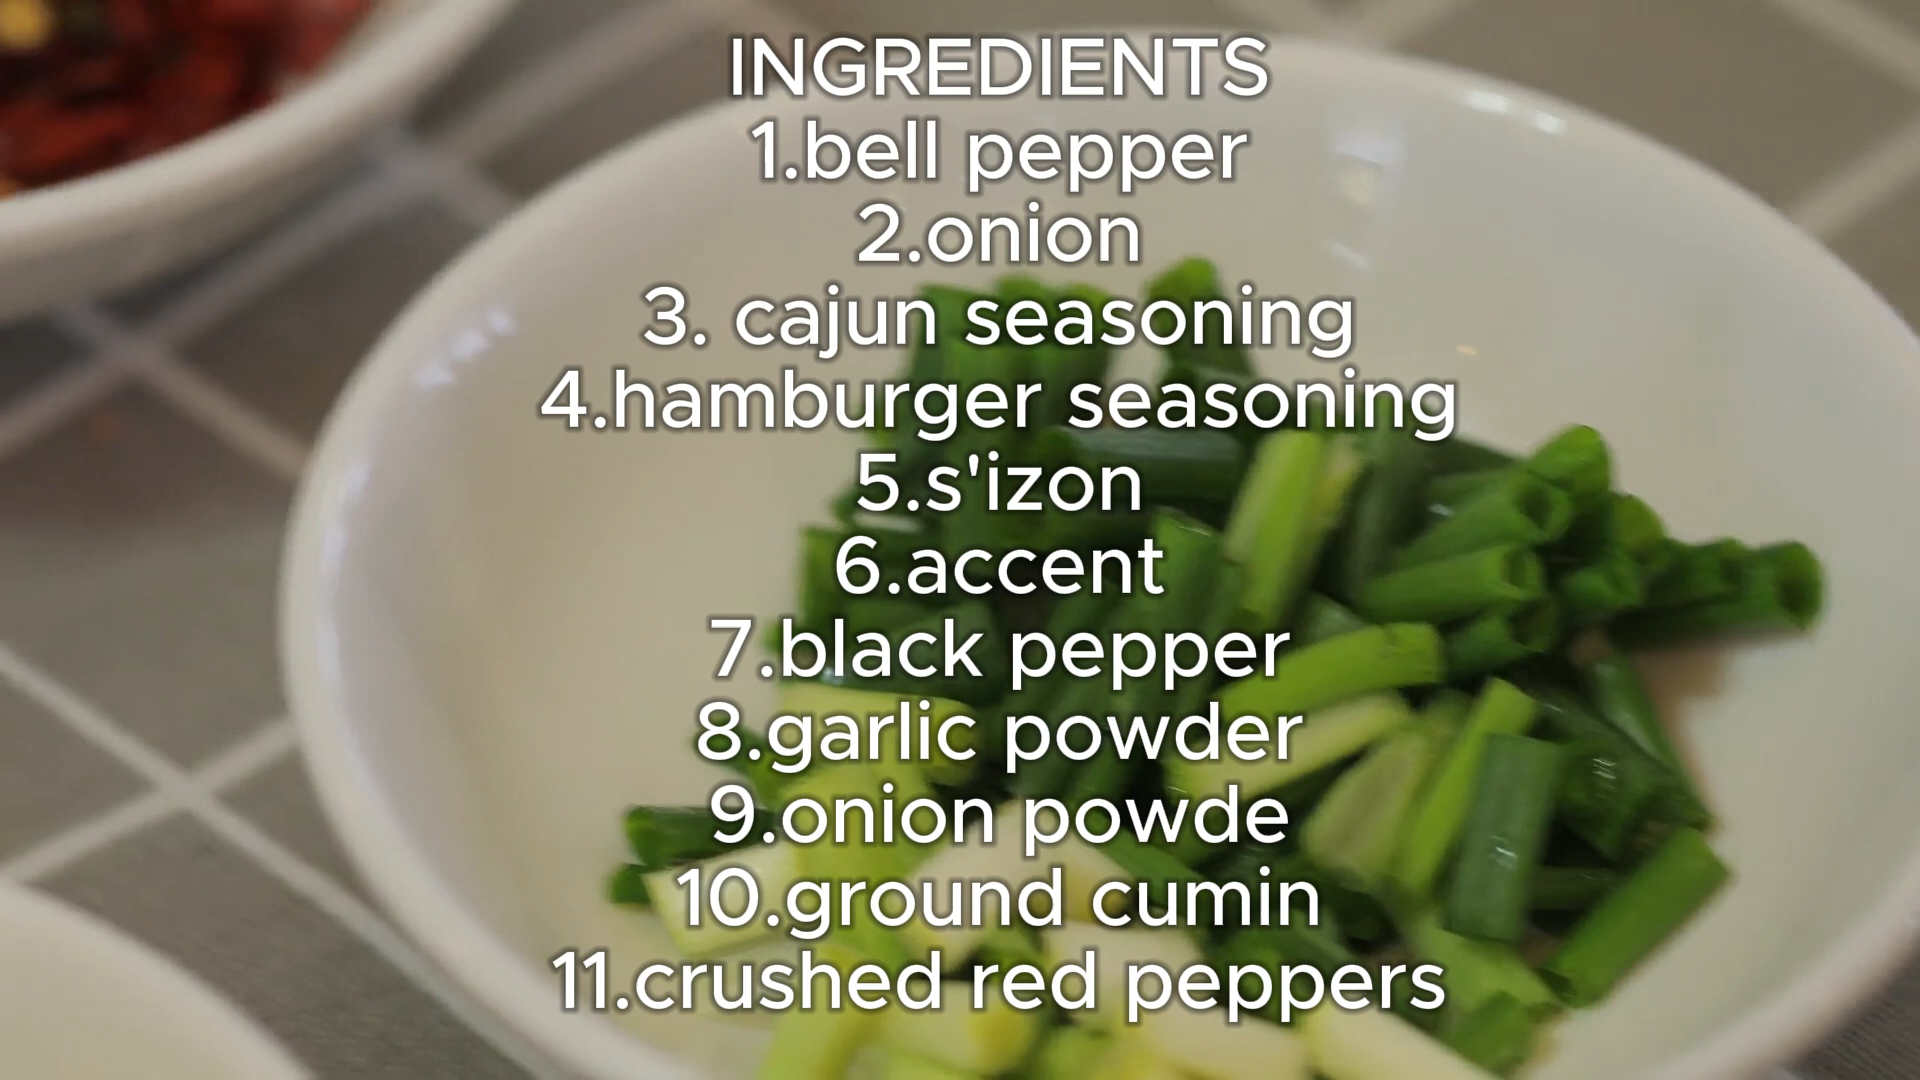 INGREDIENTS
1.bell pepper
2.onion
3. cajun seasoning
4.hamburger seasoning
5.s'izon
6.accent
7.black pepper
8.garlic powder
9.onion powde
10.ground cumin
11.crushed red peppers